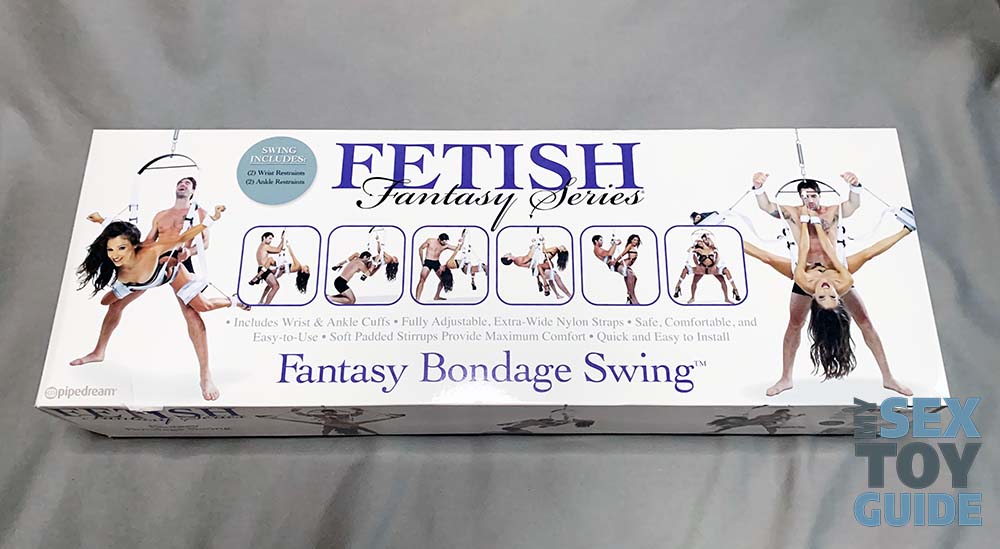 SWING
INCLUDES:
(2) Wrist Restraints
(2) Ankle Restraints
FETISH
Fantasy Series
• Includes Wrist & Ankle Cuffs • Fully Adjustable, Extra-Wide Nylon Straps • Safe, Comfortable, and
Easy-to-Use • Soft Padded Stirrups Provide Maximum Comfort • Quick and Easy to Install
Fantasy Bondage Swing™
pipedream
FETISH
MY
SEX
TOY
GUIDE